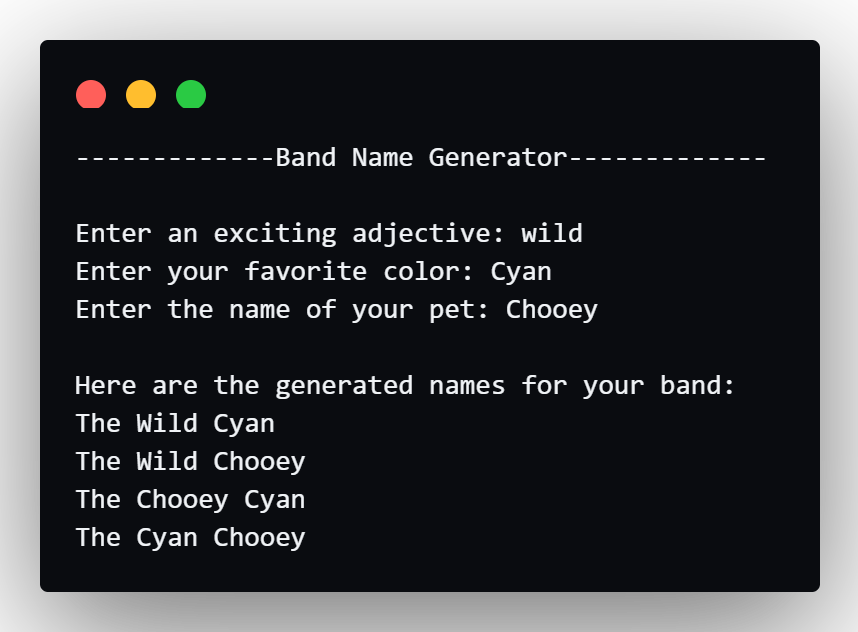 -------------Band Name Generator-------------
Enter an exciting adjective: wild
Enter your favorite color: Cyan
Enter the name of your pet: Chooey
Here are the generated names for your band:
The Wild Cyan
The Wild Chooey
The Chooey Cyan
The Cyan Chooey